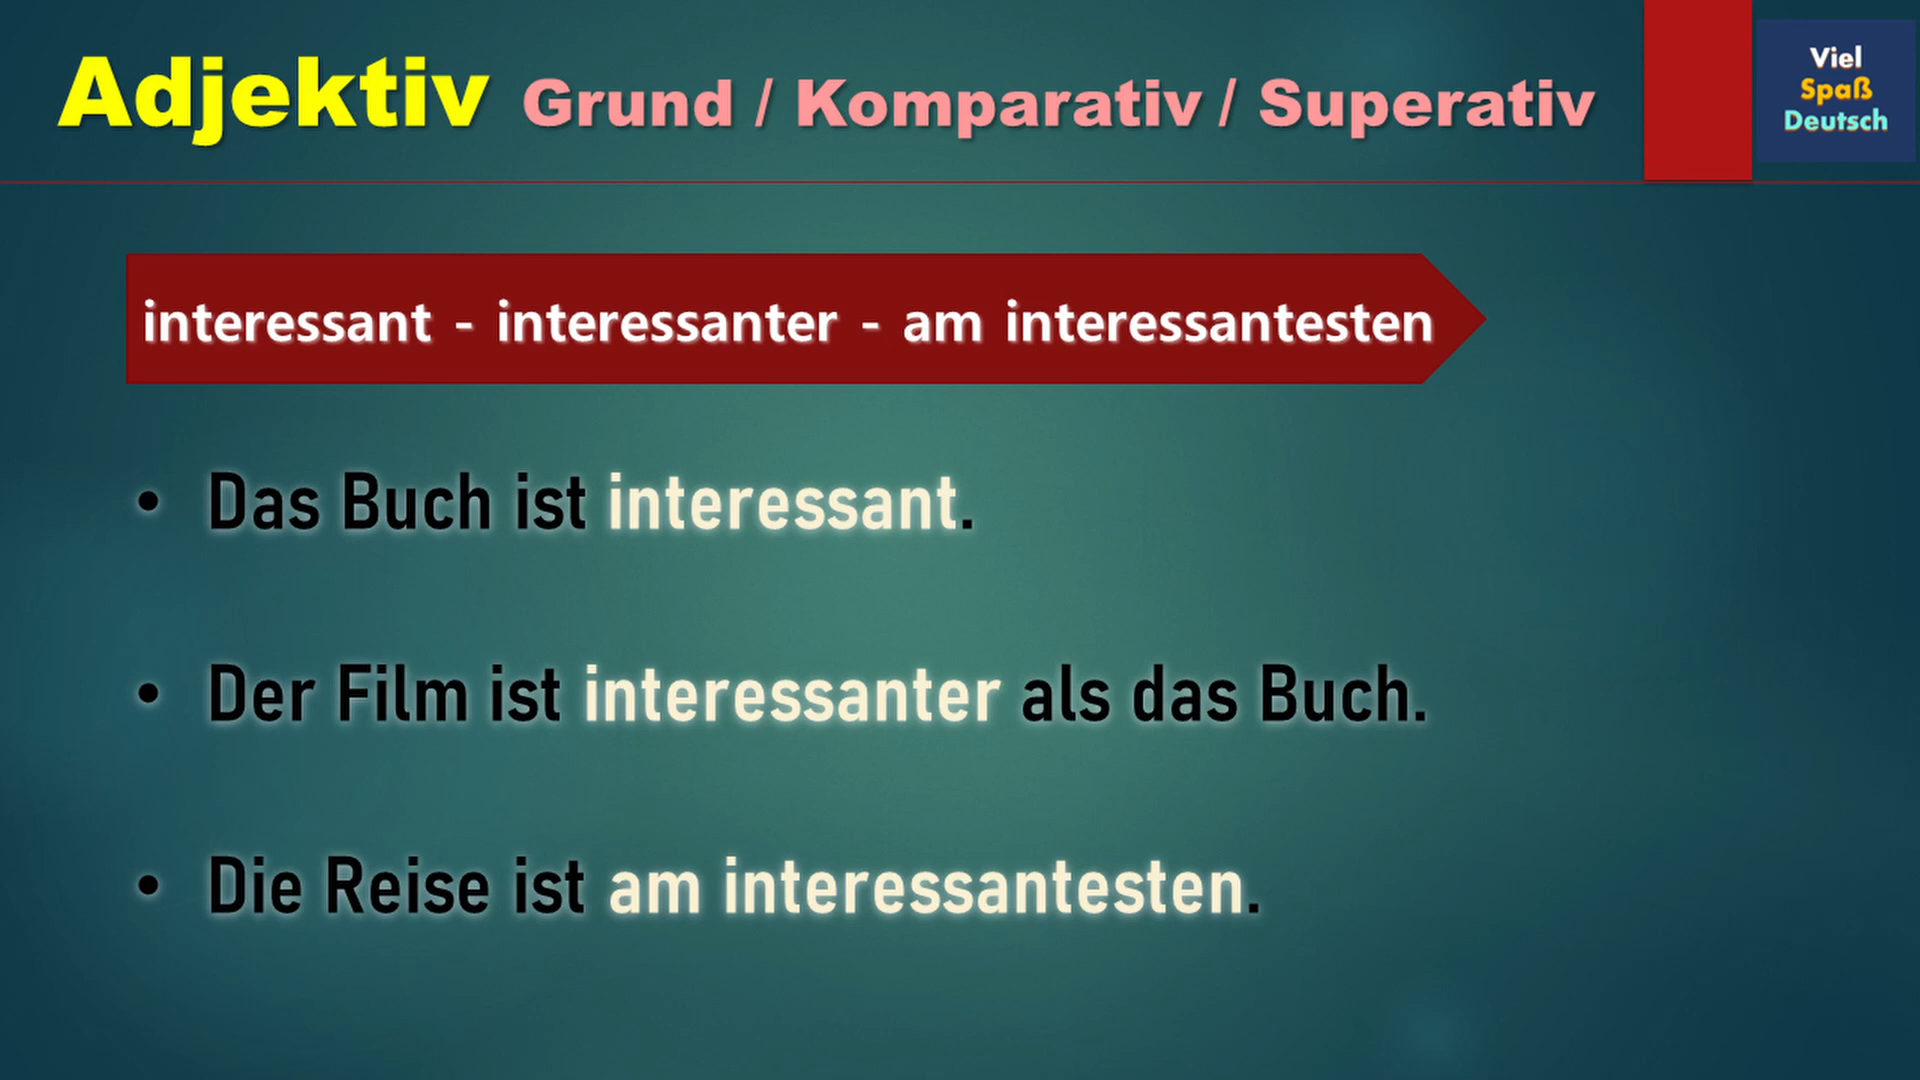 Adjektiv Grund / Komparativ / Superativ
Viel
Spaß
Deutsch
interessant - interessanter - am interessantesten
• Das Buch ist interessant.
• Der Film ist interessanter als das Buch.
• Die Reise ist am interessantesten.